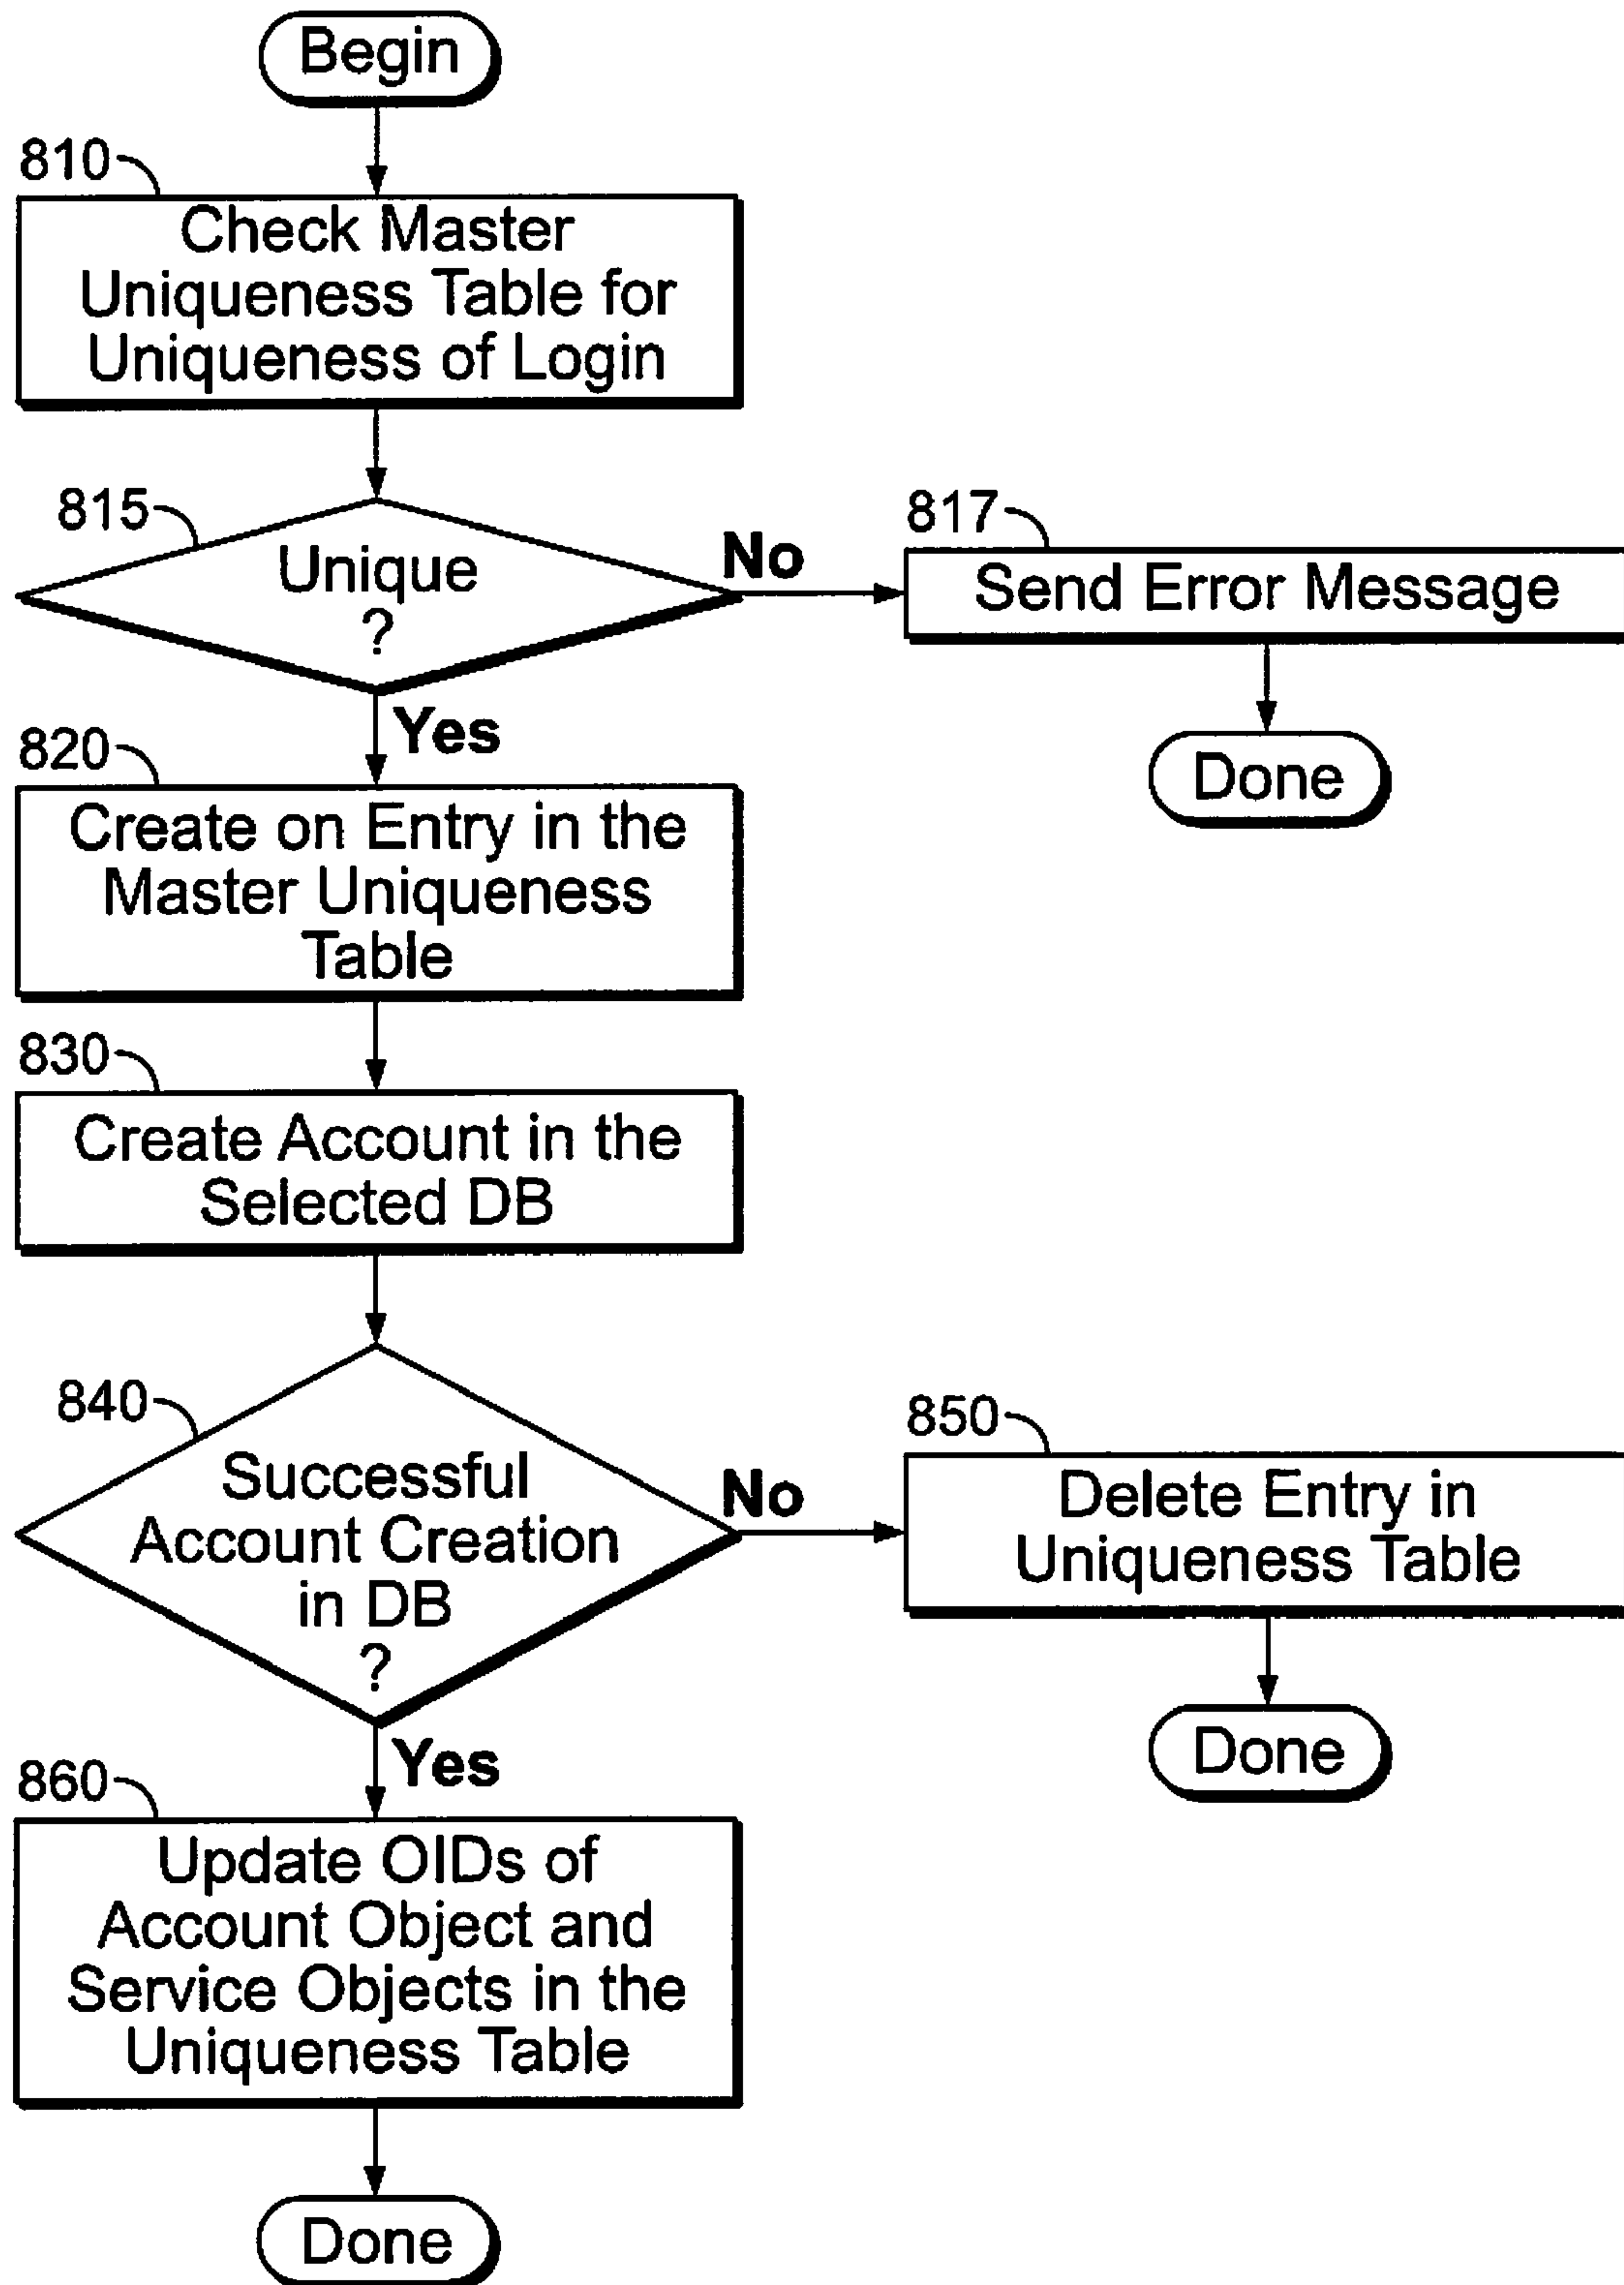 Begin
810
Check Master
Uniqueness Table for
Uniqueness of Login
815
Unique
?
No
817
Send Error Message
Done
Yes
820
Create on Entry in the
Master Uniqueness
Table
830
Create Account in the
Selected DB
840
Successful
Account Creation
in DB
?
No
850
Delete Entry in
Uniqueness Table
Done
Yes
860
Update OIDs of
Account Object and
Service Objects in the
Uniqueness Table
Done